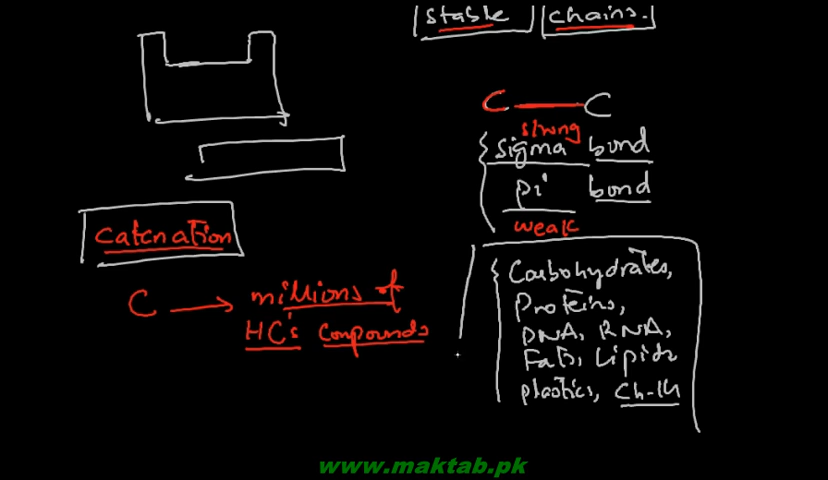 stable chains.
C C
strong
sigma bond
pi bond
weak
catenation
C → millions of
HC's compounds
Carbohydrates,
Proteins,
DNA, RNA,
Fats, Lipids
plastics, Ch-14
www.maktab.pk